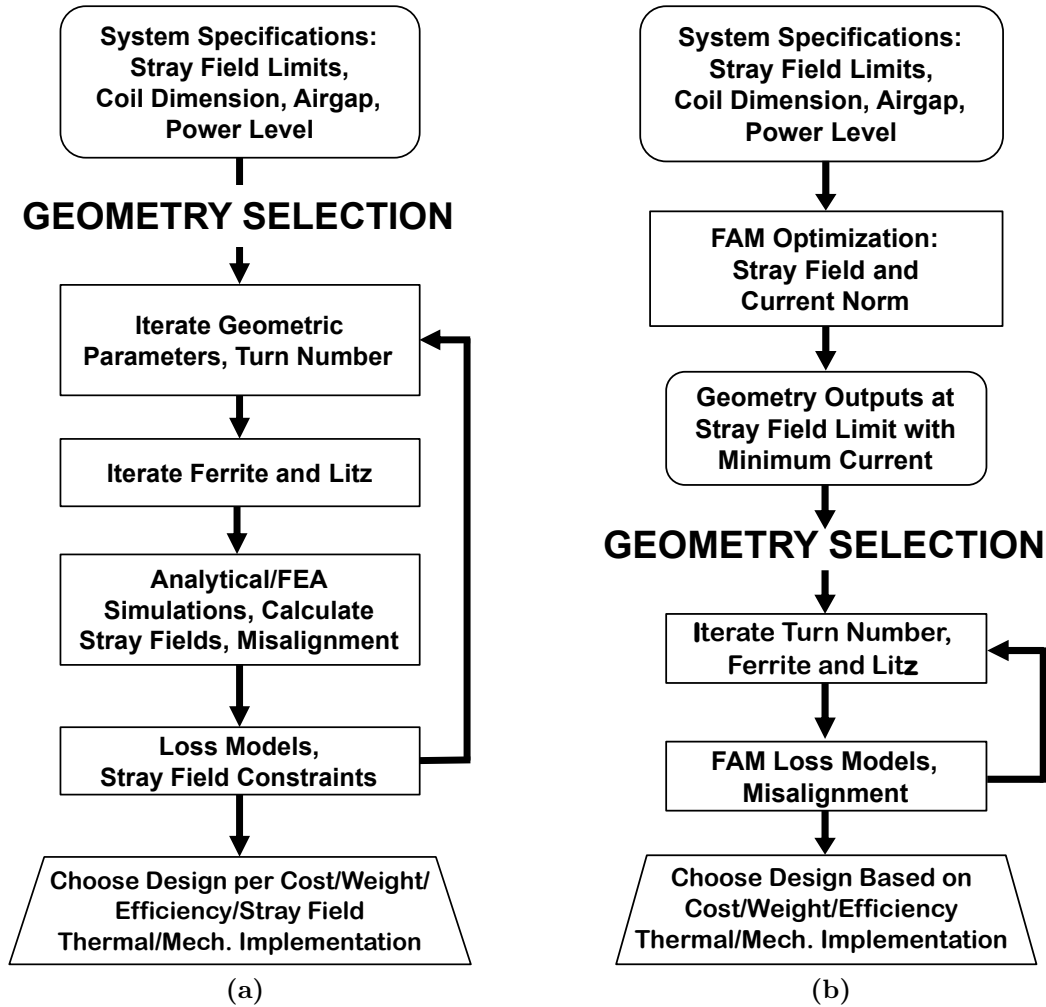 System Specifications:
Stray Field Limits,
Coil Dimension, Airgap,
Power Level
GEOMETRY SELECTION
Iterate Geometric
Parameters, Turn Number
Iterate Ferrite and Litz
Analytical/FEA
Simulations, Calculate
Stray Fields, Misalignment
Loss Models,
Stray Field Constraints
Choose Design per Cost/Weight/
Efficiency/Stray Field
Thermal/Mech. Implementation
(a)
System Specifications:
Stray Field Limits,
Coil Dimension, Airgap,
Power Level
FAM Optimization:
Stray Field and
Current Norm
Geometry Outputs at
Stray Field Limit with
Minimum Current
GEOMETRY SELECTION
Iterate Turn Number,
Ferrite and Litz
FAM Loss Models,
Misalignment
Choose Design Based on
Cost/Weight/Efficiency
Thermal/Mech. Implementation
(b)